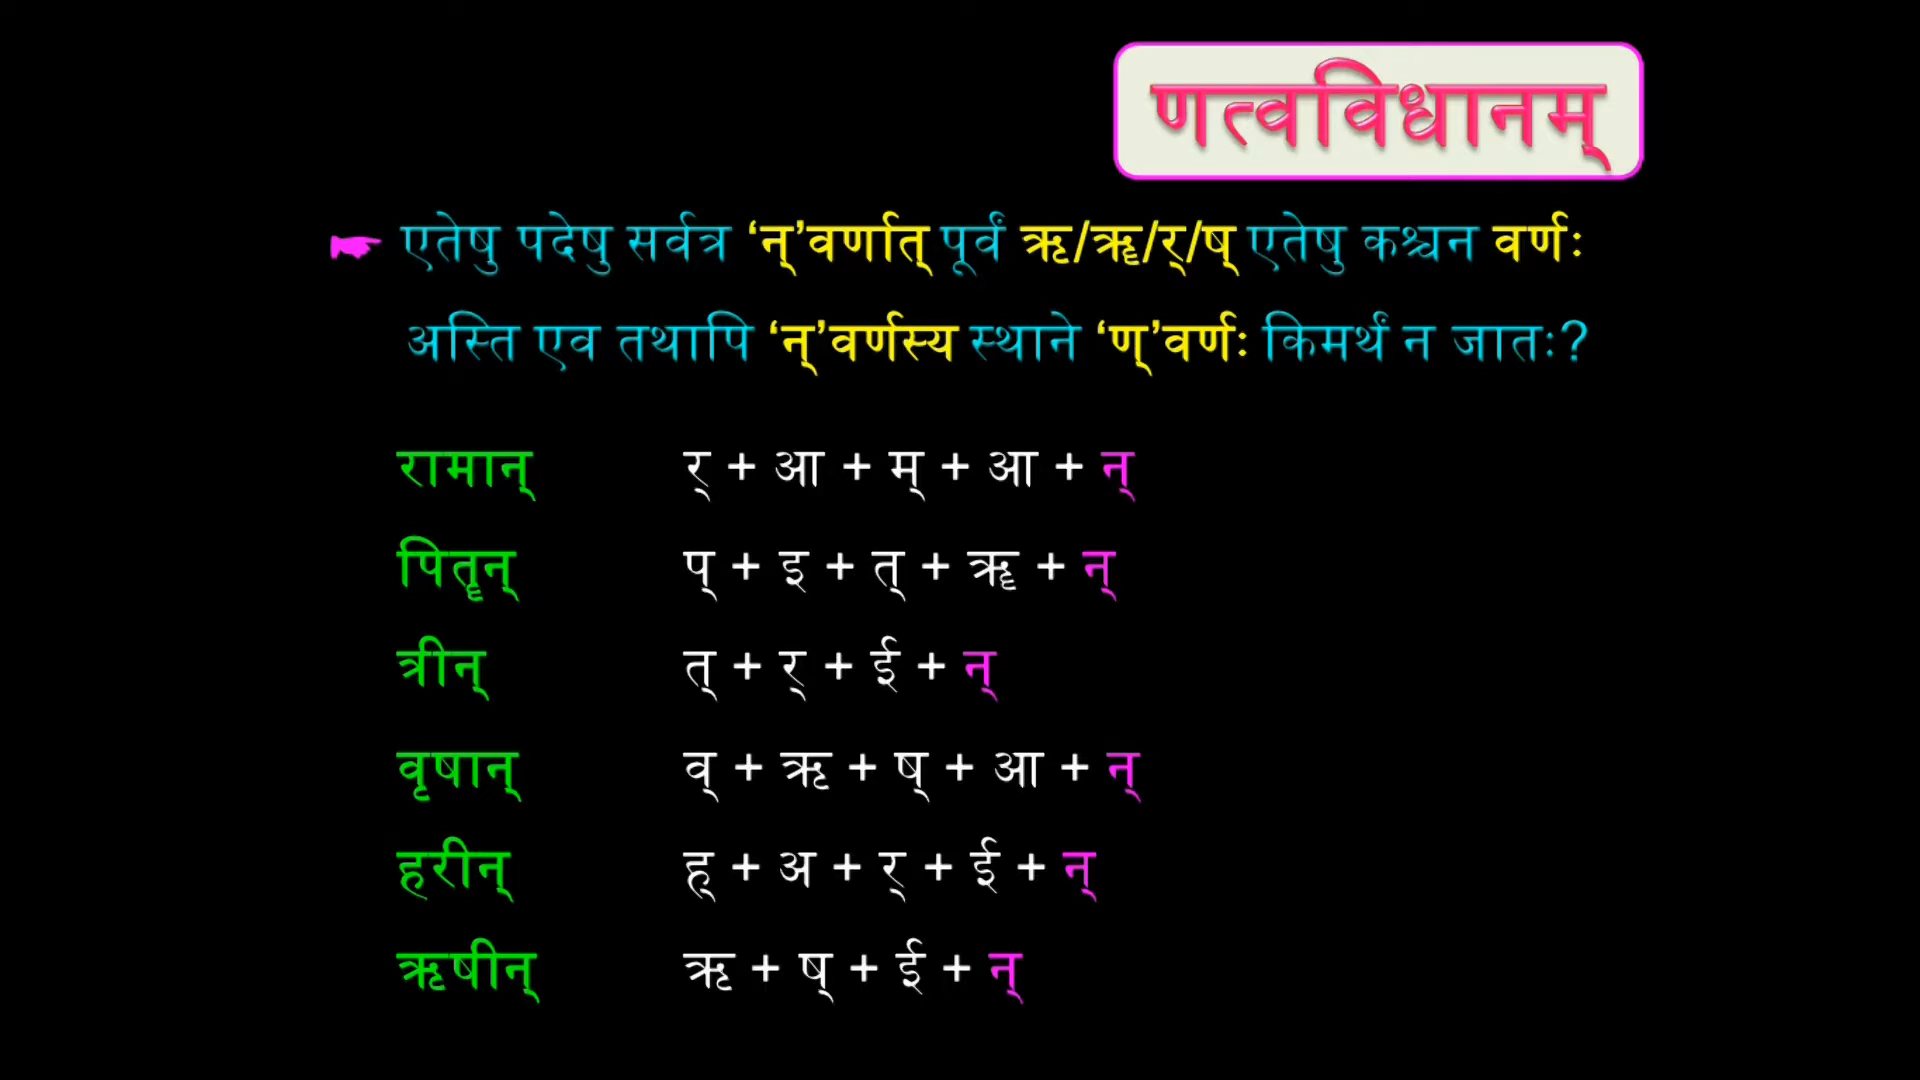 णत्वविधानम्
एतेषु पदेषु सर्वत्र ‘न्’वर्णात् पूर्वं ऋ/ॠ/र्/ष् एतेषु कश्चन वर्णः
अस्ति एव तथापि ‘न्’वर्णस्य स्थाने ‘ण्’वर्णः किमर्थं न जातः?
रामान् र् + आ + म् + आ + न्
पितॄन् प् + इ + त् + ॠ + न्
त्रीन् त् + र् + ई + न्
वृषान् व् + ऋ + ष् + आ + न्
हरीन् ह् + अ + र् + ई + न्
ऋषीन् ऋ + ष् + ई + न्